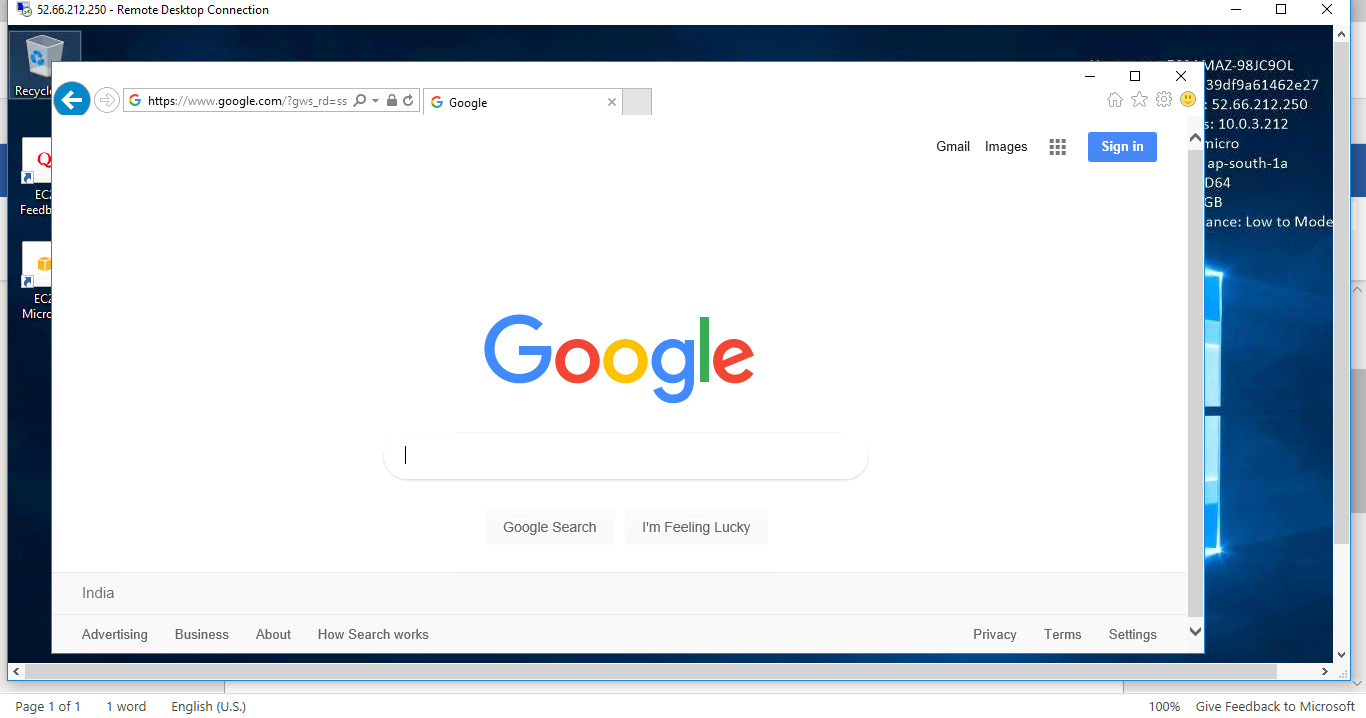 52.66.212.250 - Remote Desktop Connection
Recycl
MAZ-98JC9OL
39df9a61462e27
: 52.66.212.250
s: 10.0.3.212
micro
ap-south-1a
D64
GB
ance: Low to Mode
https://www.google.com/?gws_rd=ss
Google
Gmail Images Sign in
EC2
Feedb
EC2
Micro
Google
Google Search I'm Feeling Lucky
India
Advertising Business About How Search works Privacy Terms Settings
Page 1 of 1 1 word English (U.S.) 100% Give Feedback to Microsoft